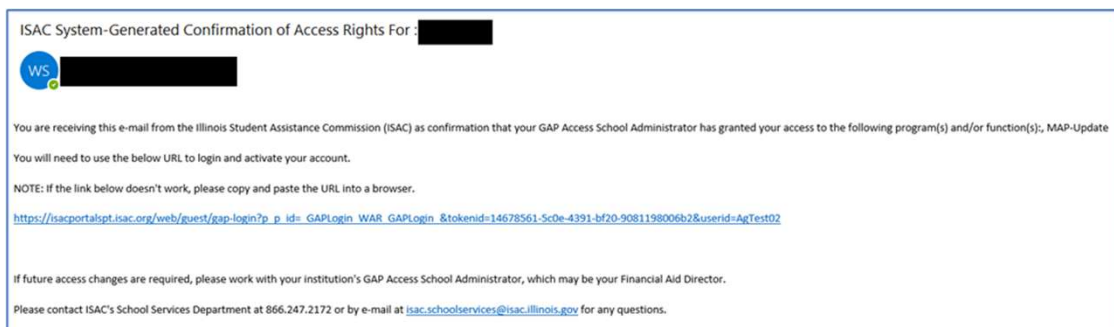 ISAC System-Generated Confirmation of Access Rights For :
WS
You are receiving this e-mail from the Illinois Student Assistance Commission (ISAC) as confirmation that your GAP Access School Administrator has granted your access to the following program(s) and/or function(s):, MAP-Update
You will need to use the below URL to login and activate your account.
NOTE: If the link below doesn't work, please copy and paste the URL into a browser.
https://isacportalspt.isac.org/web/guest/gap-login?p_p_id=_GAPLogin_WAR_GAPLogin_&tokenid=14678561-5c0e-4391-bf20-9081198006b2&userid=AgTest02
If future access changes are required, please work with your institution's GAP Access School Administrator, which may be your Financial Aid Director.
Please contact ISAC's School Services Department at 866.247.2172 or by e-mail at isac.schoolservices@isac.illinois.gov for any questions.